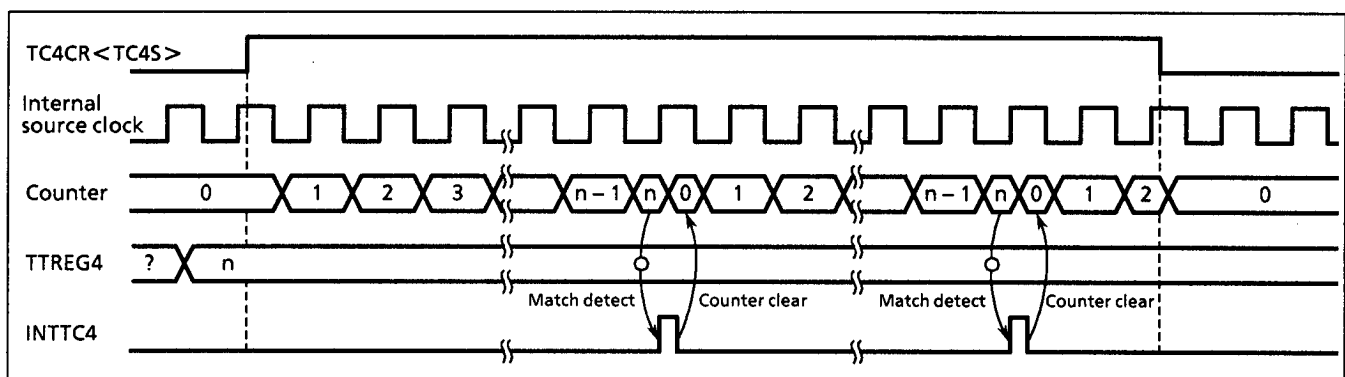 TC4CR<TC4S>
Internal
source clock
Counter 0 1 2 3 n-1 n 0 1 2 n-1 n 0 1 2 0
TTREG4 ? n
Match detect Counter clear Match detect Counter clear
INTTC4